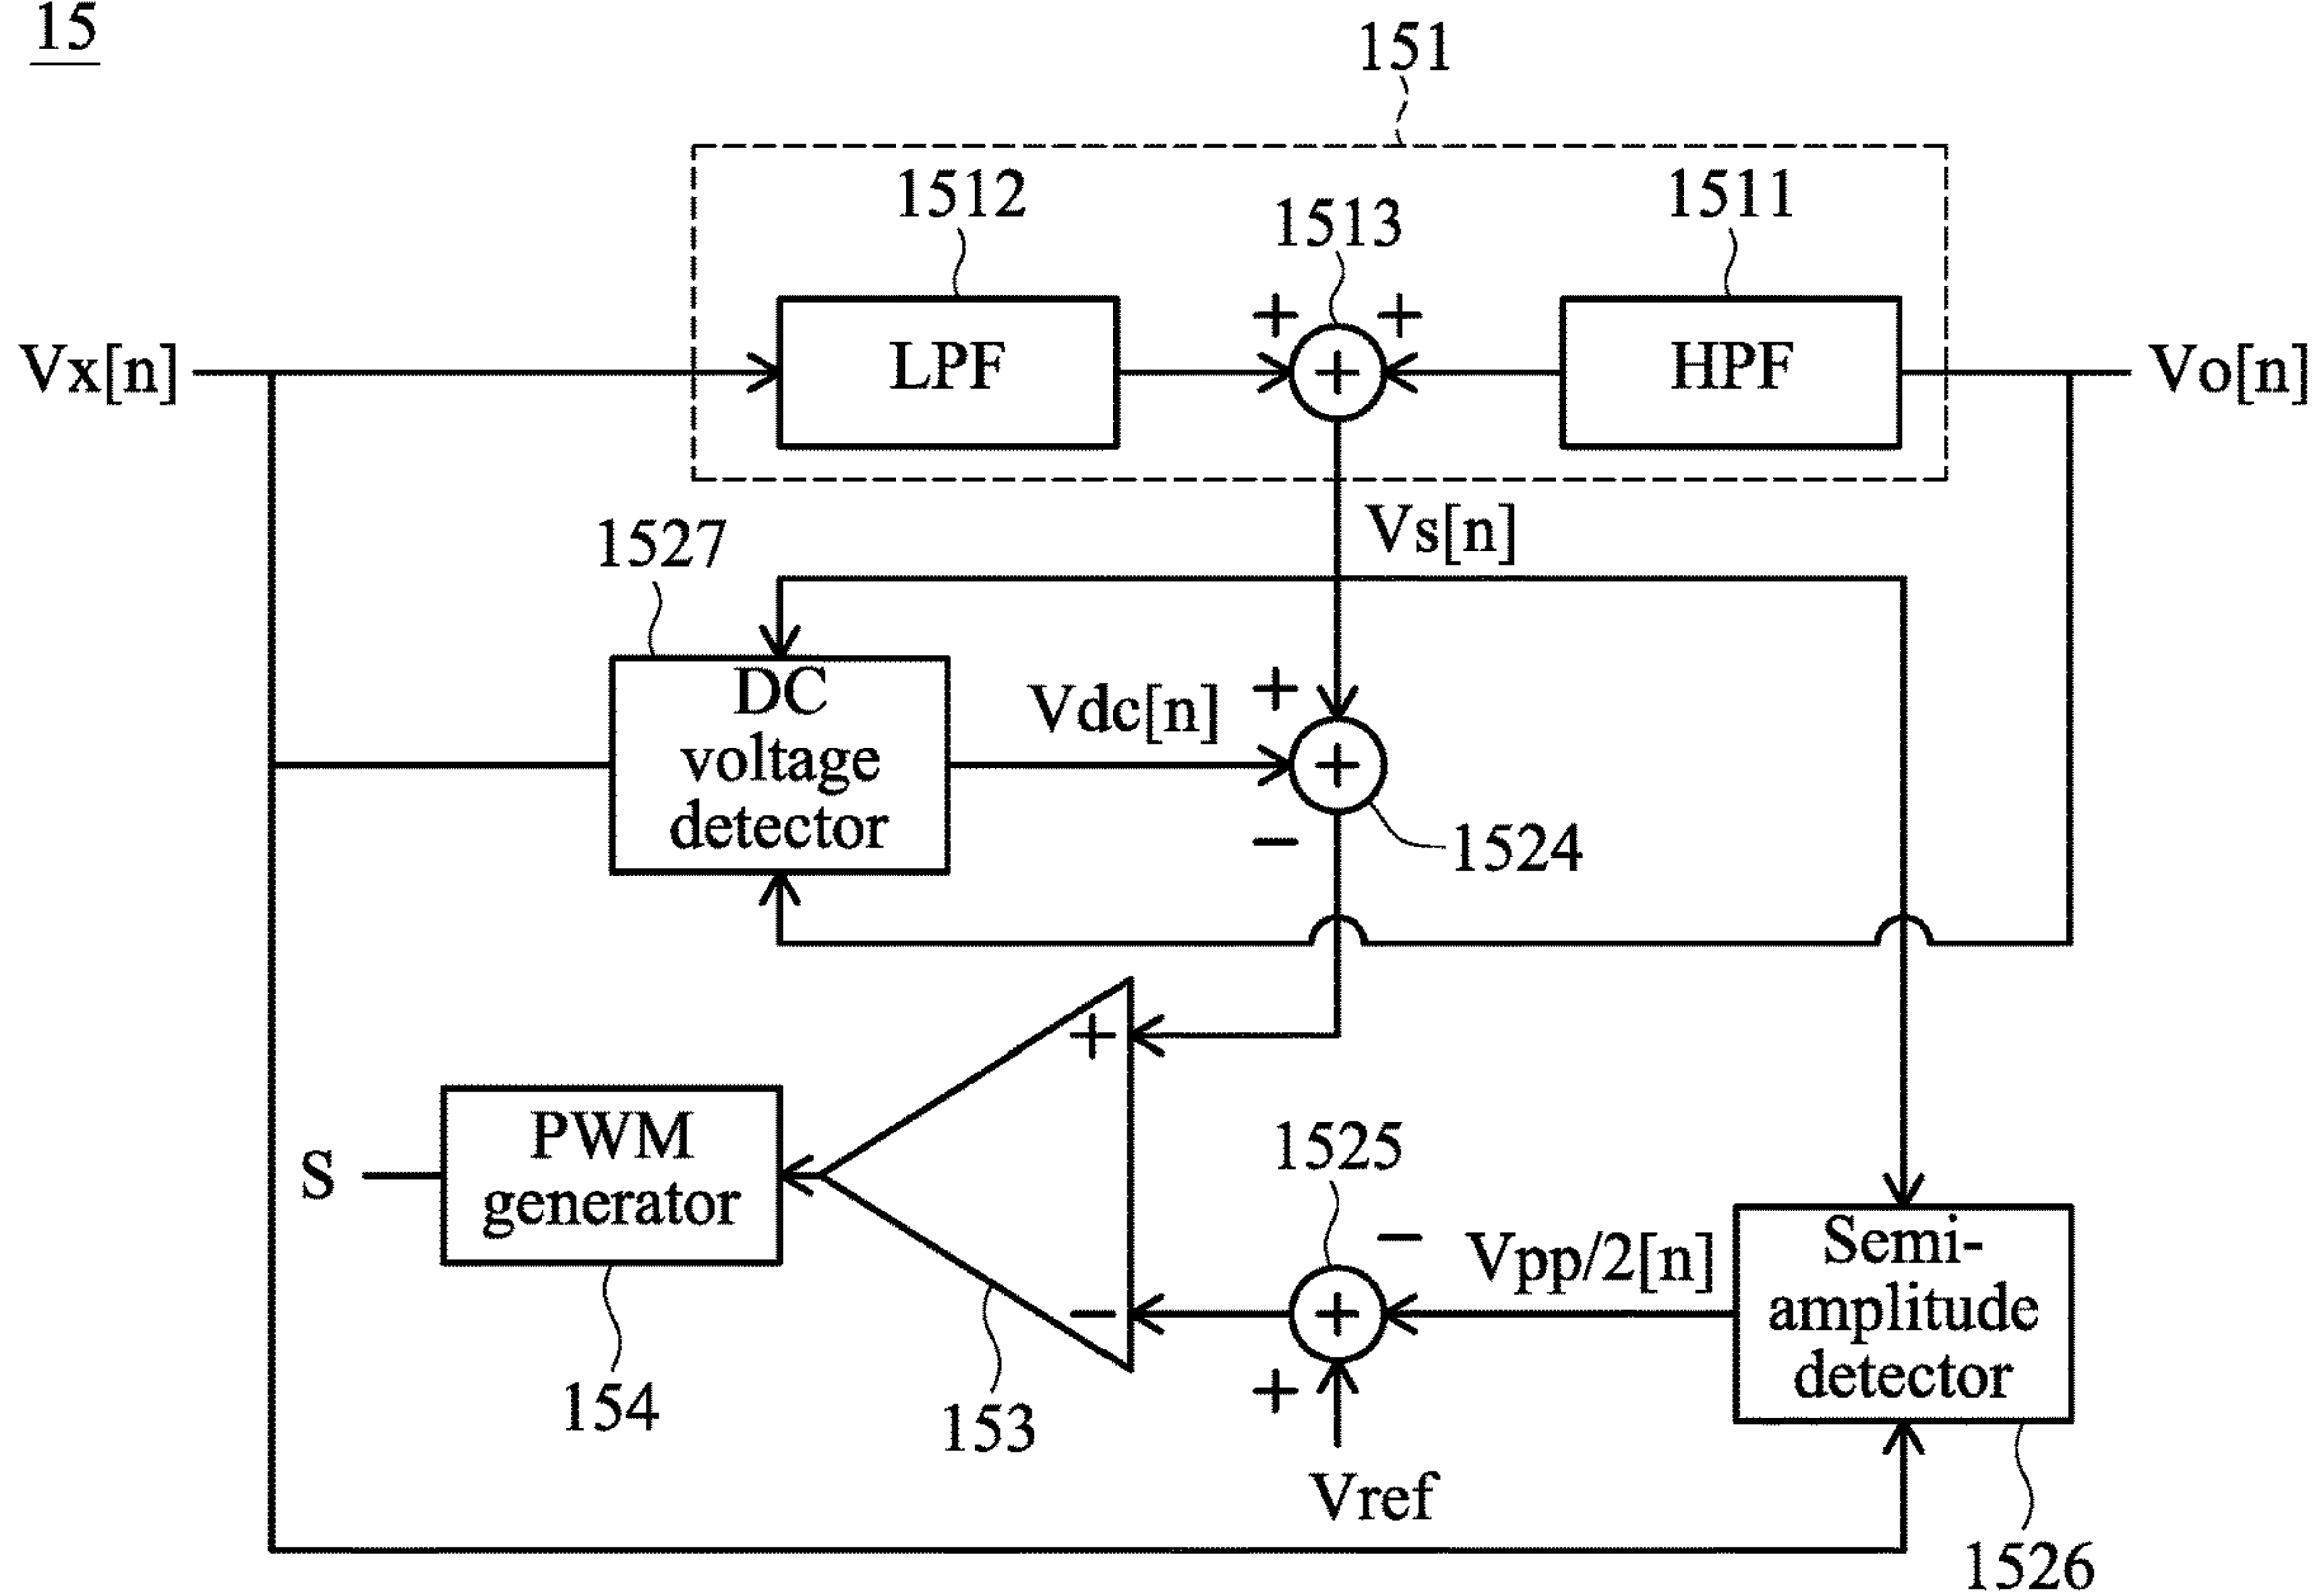 15
151
1512
1513
1511
+
+
Vx[n]
LPF
+
HPF
Vo[n]
Vs[n]
1527
DC
voltage
detector
Vdc[n]
+
+
−
1524
+
PWM
generator
S
154
153
−
1525
−
+
Vpp/2[n]
+
Vref
Semi-
amplitude
detector
1526